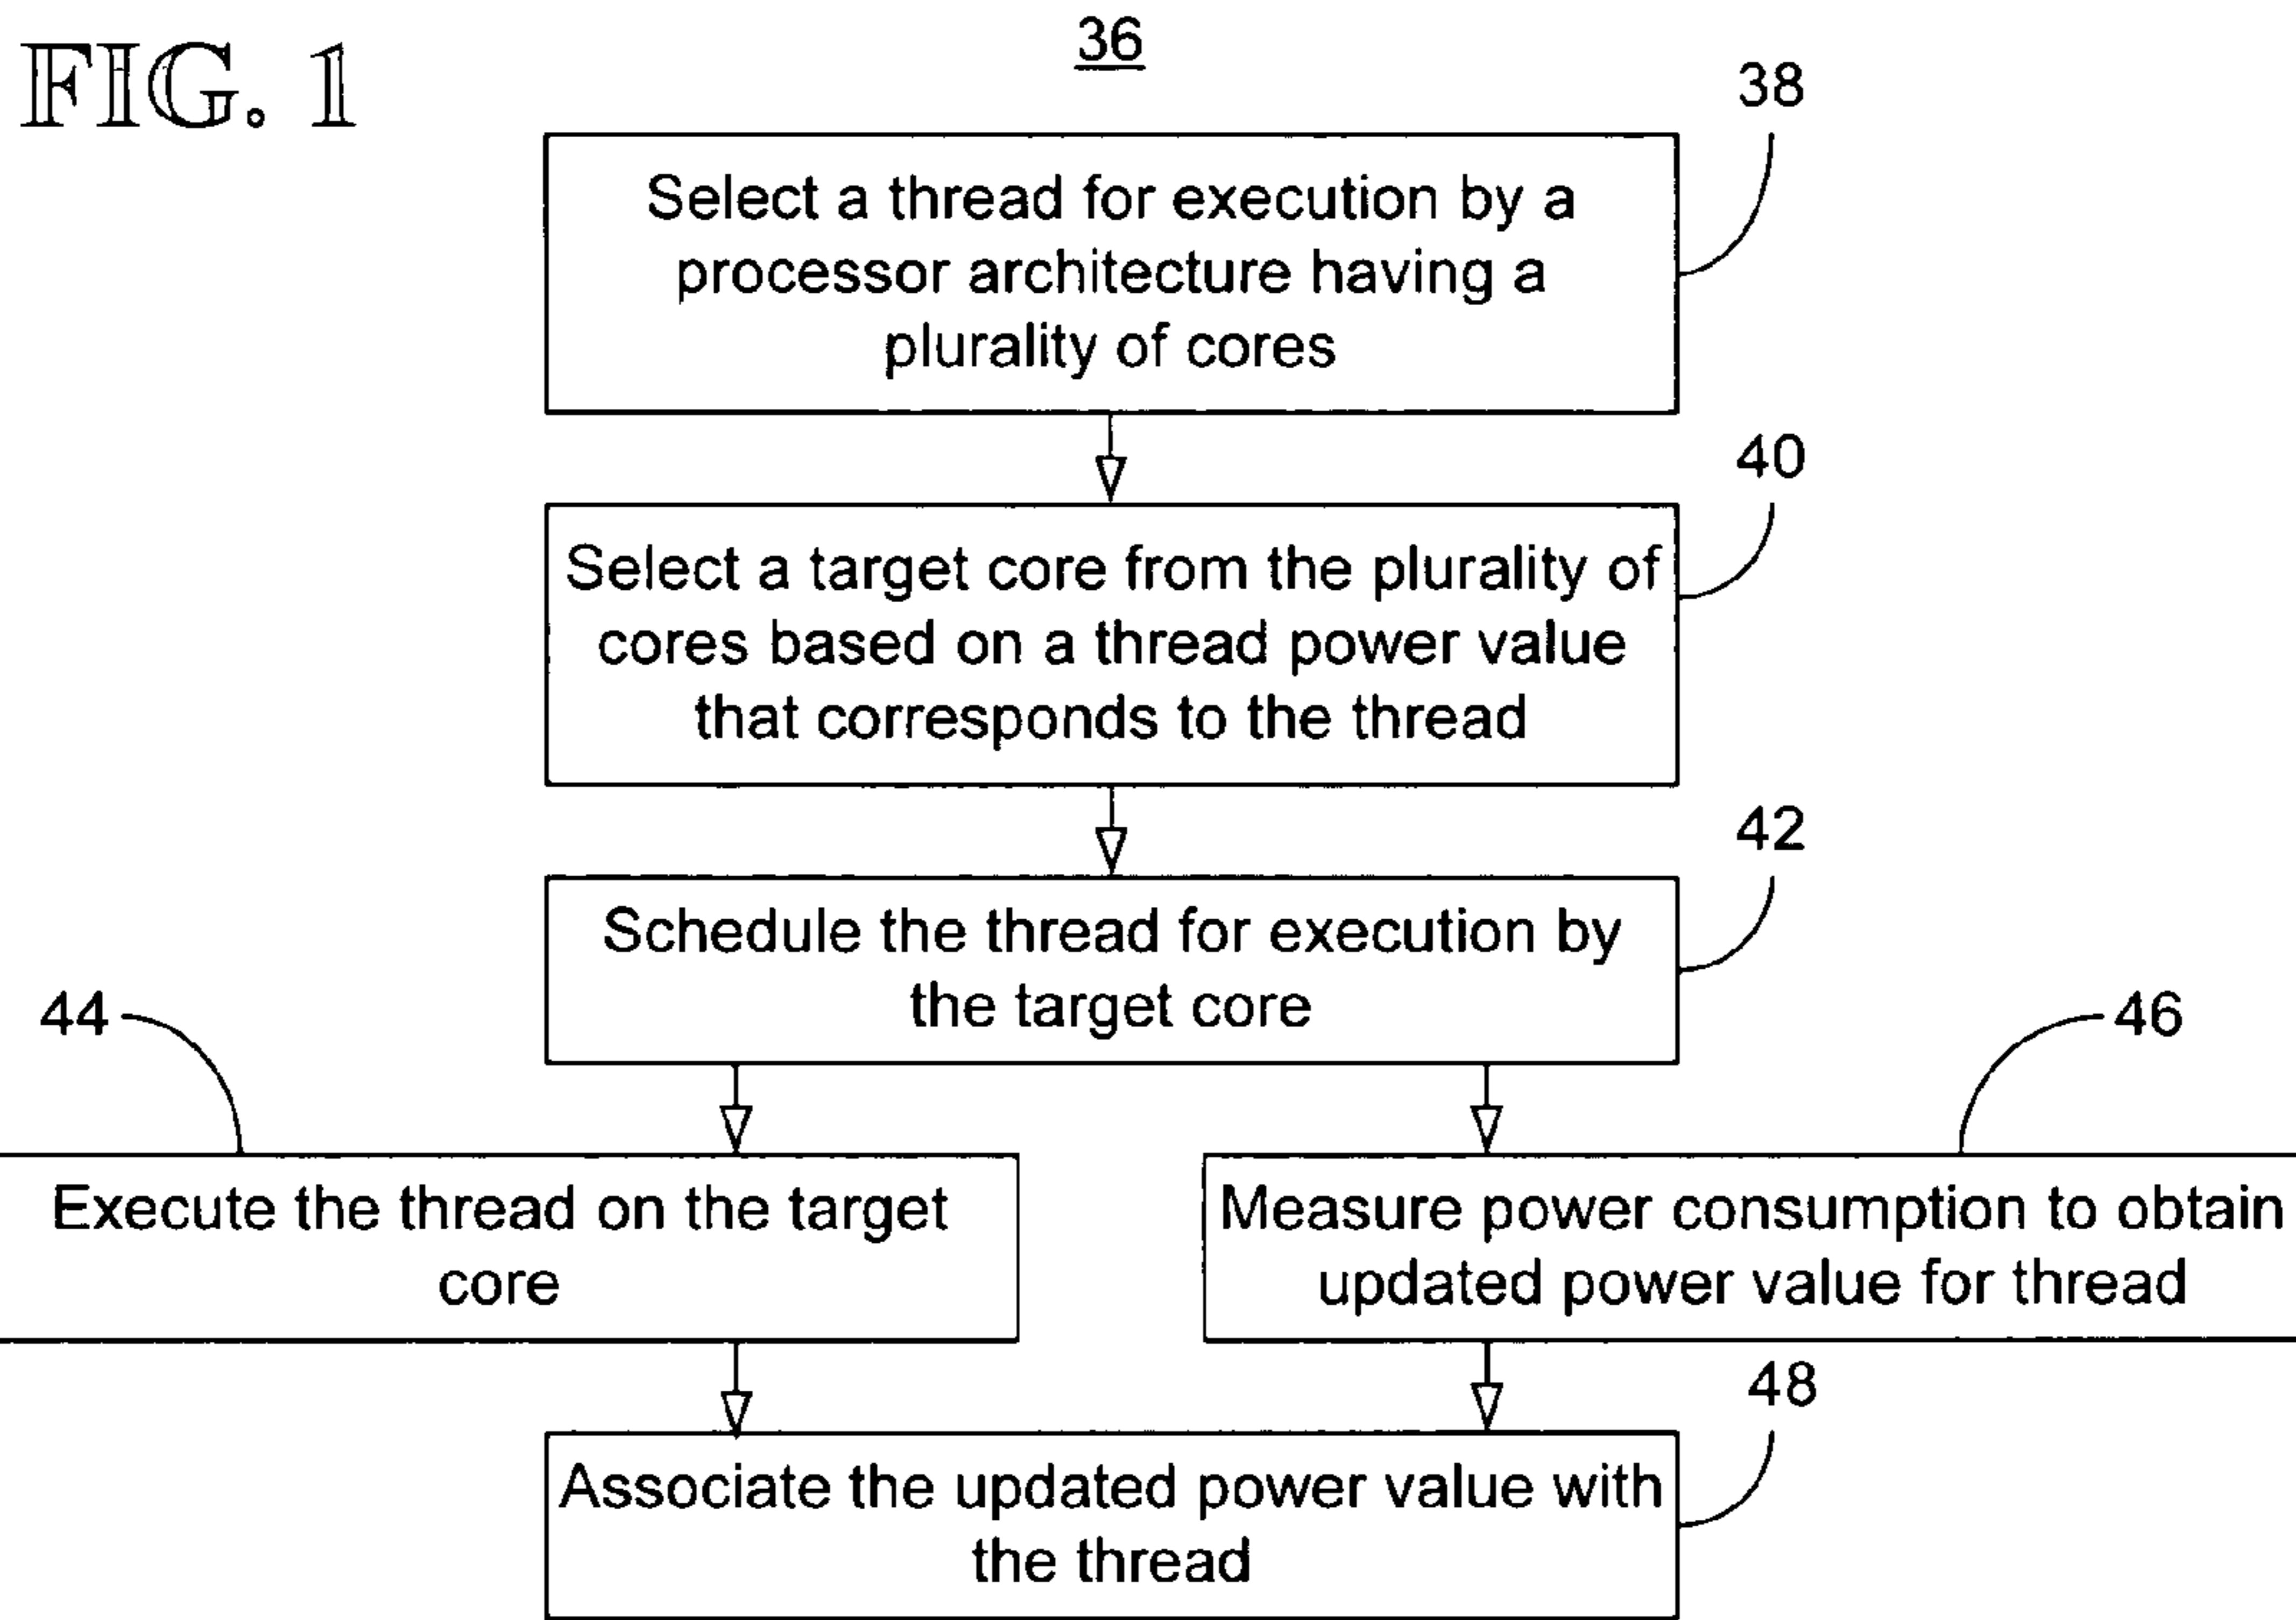 FIG. 1
36
38
Select a thread for execution by a
processor architecture having a
plurality of cores
40
Select a target core from the plurality of
cores based on a thread power value
that corresponds to the thread
42
Schedule the thread for execution by
the target core
44
46
Execute the thread on the target
core
Measure power consumption to obtain
updated power value for thread
48
Associate the updated power value with
the thread